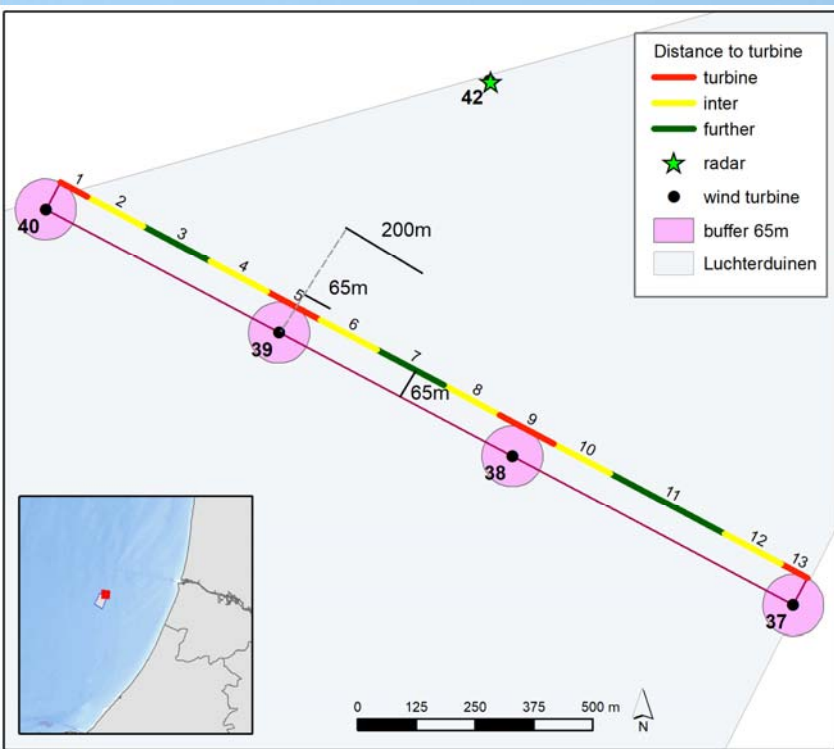 Distance to turbine
turbine
inter
further
radar
wind turbine
buffer 65m
Luchterduinen
42
1
2
40
3
200m
4
65m
5
39
6
7
65m
8
9
38
10
11
12
13
37
0 125 250 375 500 m
N